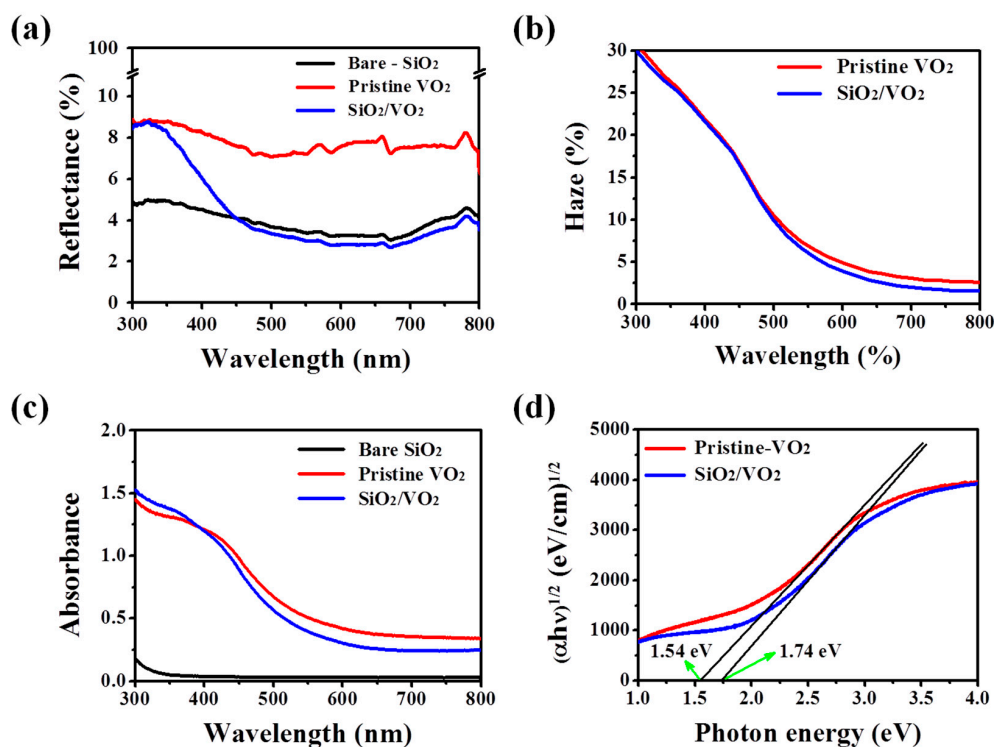 (a)
100
10
8
6
4
2
0
Reflectance (%)
Bare - SiO₂
Pristine VO₂
SiO₂/VO₂
300 400 500 600 700 800
Wavelength (nm)
(b)
30
25
20
15
10
5
0
Haze (%)
Pristine VO₂
SiO₂/VO₂
300 400 500 600 700 800
Wavelength (%)
(c)
2.0
1.5
1.0
0.5
0.0
Absorbance
Bare SiO₂
Pristine VO₂
SiO₂/VO₂
300 400 500 600 700 800
Wavelength (nm)
(d)
5000
4000
3000
2000
1000
0
(αhν)¹/² (eV/cm)¹/²
Pristine-VO₂
SiO₂/VO₂
1.54 eV
1.74 eV
1.0 1.5 2.0 2.5 3.0 3.5 4.0
Photon energy (eV)